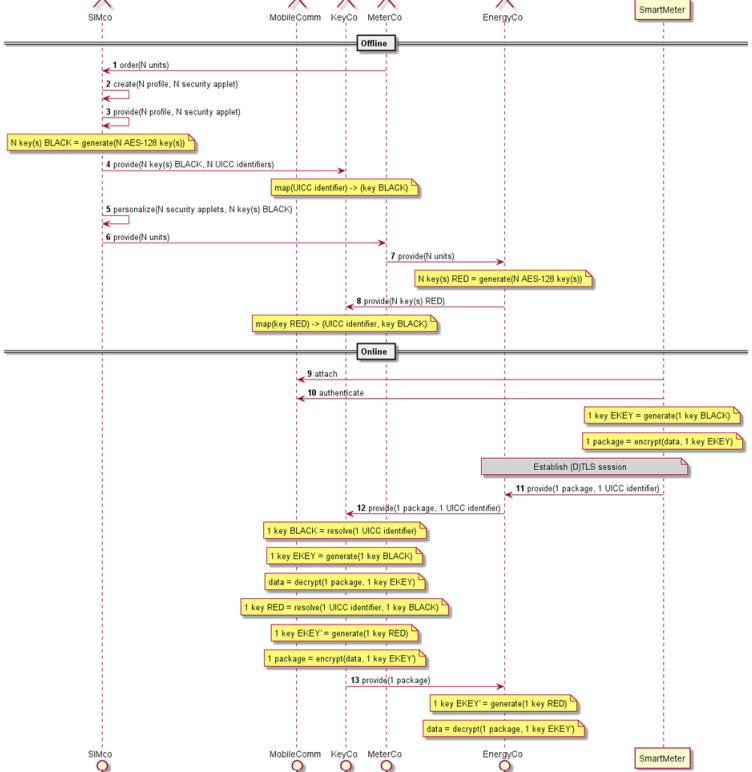 SIMco MobileComm KeyCo MeterCo EnergyCo SmartMeter
Offline
1 order(N units)
2 create(N profile, N security applet)
3 provide(N profile, N security applet)
N key(s) BLACK = generate(N AES-128 key(s))
4 provide(N key(s) BLACK, N UICC identifiers)
map(UICC identifier) -> (key BLACK)
5 personalize(N security applets, N key(s) BLACK)
6 provide(N units)
7 provide(N units)
N key(s) RED = generate(N AES-128 key(s))
8 provide(N key(s) RED)
map(key RED) -> (UICC identifier, key BLACK)
Online
9 attach
10 authenticate
1 key EKEY = generate(1 key BLACK)
1 package = encrypt(data, 1 key EKEY)
Establish (D)TLS session
11 provide(1 package, 1 UICC identifier)
12 provide(1 package, 1 UICC identifier)
1 key BLACK = resolve(1 UICC identifier)
1 key EKEY = generate(1 key BLACK)
data = decrypt(1 package, 1 key EKEY)
1 key RED = resolve(1 UICC identifier, 1 key BLACK)
1 key EKEY' = generate(1 key RED)
1 package = encrypt(data, 1 key EKEY')
13 provide(1 package)
1 key EKEY' = generate(1 key RED)
data = decrypt(1 package, 1 key EKEY')
SIMco MobileComm KeyCo MeterCo EnergyCo SmartMeter